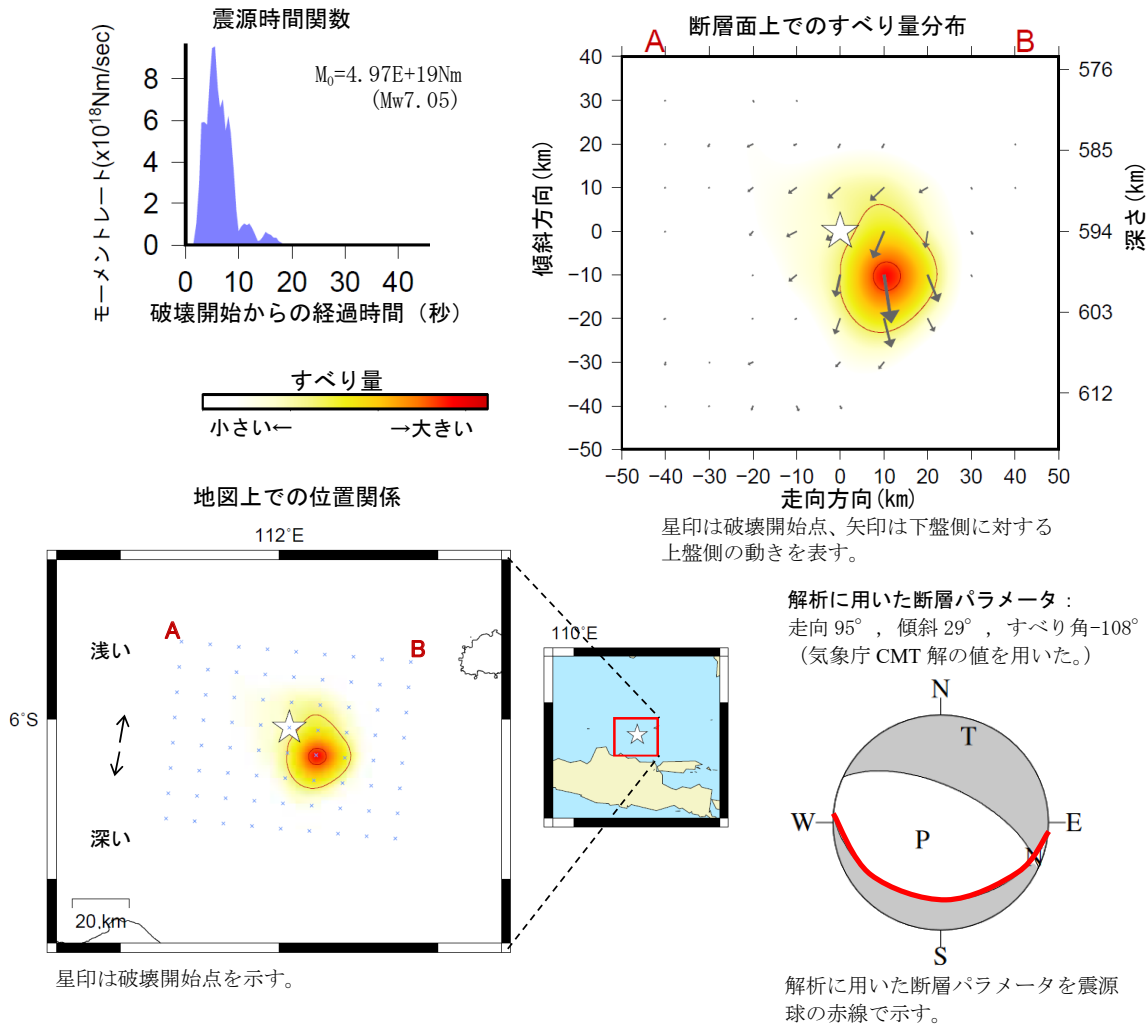 震源時間関数
モーメントレート(x10¹⁸Nm/sec)
8
6
4
2
0
M₀=4.97E+19Nm
(Mw7.05)
0 10 20 30 40
破壊開始からの経過時間 (秒)
すべり量
小さい← →大きい
断層面上でのすべり量分布
A B
傾斜方向(km)
40
30
20
10
0
−10
−20
−30
−40
−50
576
585
594
603
612
深さ(km)
−50 −40 −30 −20 −10 0 10 20 30 40 50
走向方向(km)
星印は破壊開始点、矢印は下盤側に対する
上盤側の動きを表す。
地図上での位置関係
112°E
A
B
浅い
6°S
深い
20 km
星印は破壊開始点を示す。
110°E
解析に用いた断層パラメータ:
走向 95° , 傾斜 29° , すべり角-108°
(気象庁 CMT 解の値を用いた。)
N
T
W
E
P
N
S
解析に用いた断層パラメータを震源
球の赤線で示す。